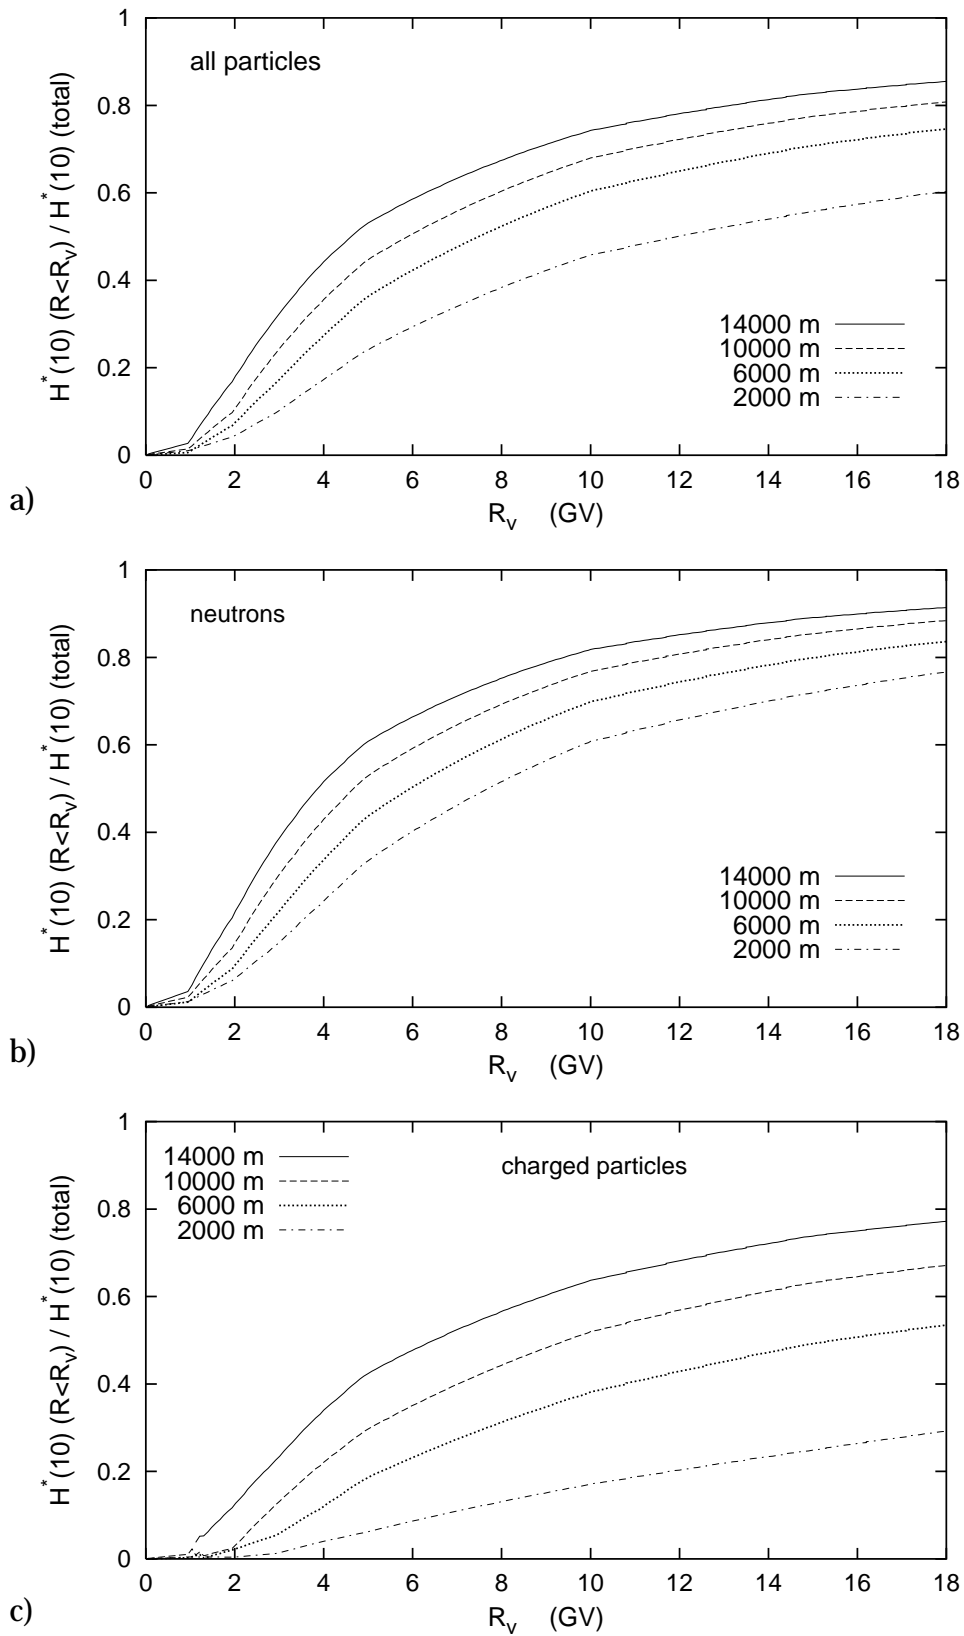 1
0.8
0.6
0.4
0.2
0
H*(10) (R<Rv) / H*(10) (total)
all particles
14000 m
10000 m
6000 m
2000 m
0 2 4 6 8 10 12 14 16 18
Rv (GV)
a)
1
0.8
0.6
0.4
0.2
0
H*(10) (R<Rv) / H*(10) (total)
neutrons
14000 m
10000 m
6000 m
2000 m
0 2 4 6 8 10 12 14 16 18
Rv (GV)
b)
1
0.8
0.6
0.4
0.2
0
H*(10) (R<Rv) / H*(10) (total)
14000 m
10000 m
6000 m
2000 m
charged particles
0 2 4 6 8 10 12 14 16 18
Rv (GV)
c)